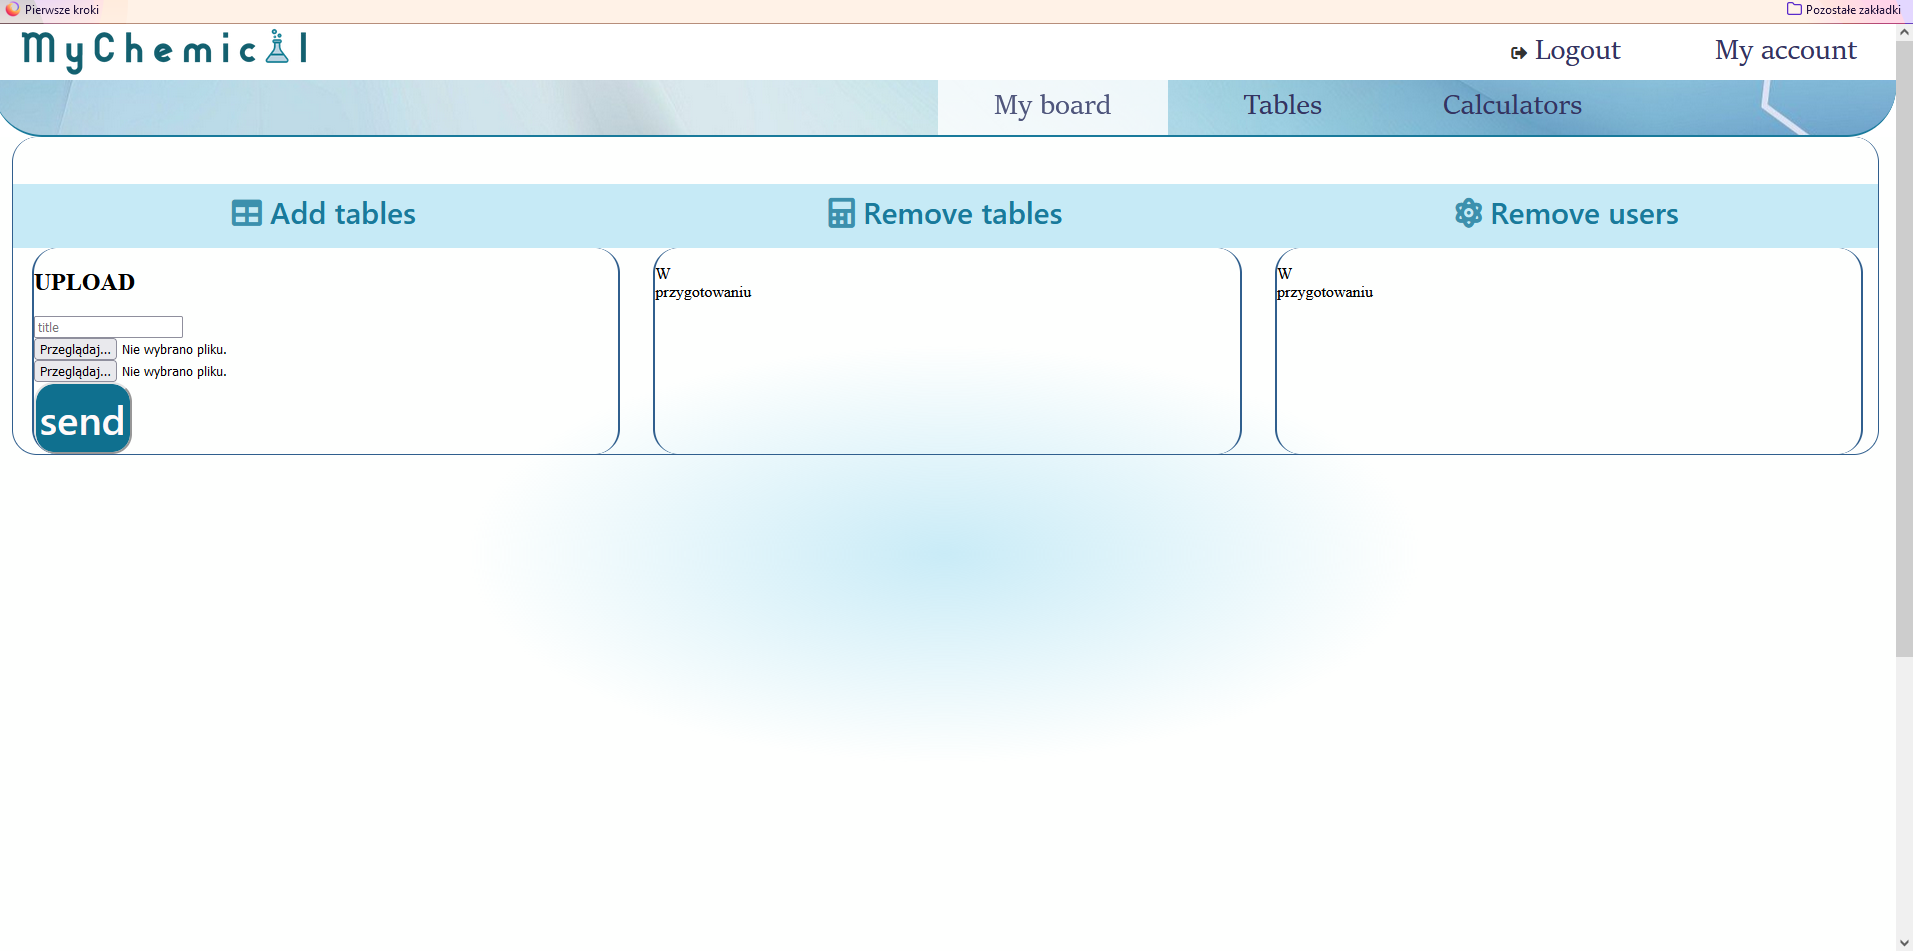 Pierwsze kroki
Pozostałe zakładki
MyChemical
Logout
My account
My board
Tables
Calculators
Add tables
Remove tables
Remove users
UPLOAD
title
Przeglądaj... Nie wybrano pliku.
Przeglądaj... Nie wybrano pliku.
send
W
przygotowaniu
W
przygotowaniu